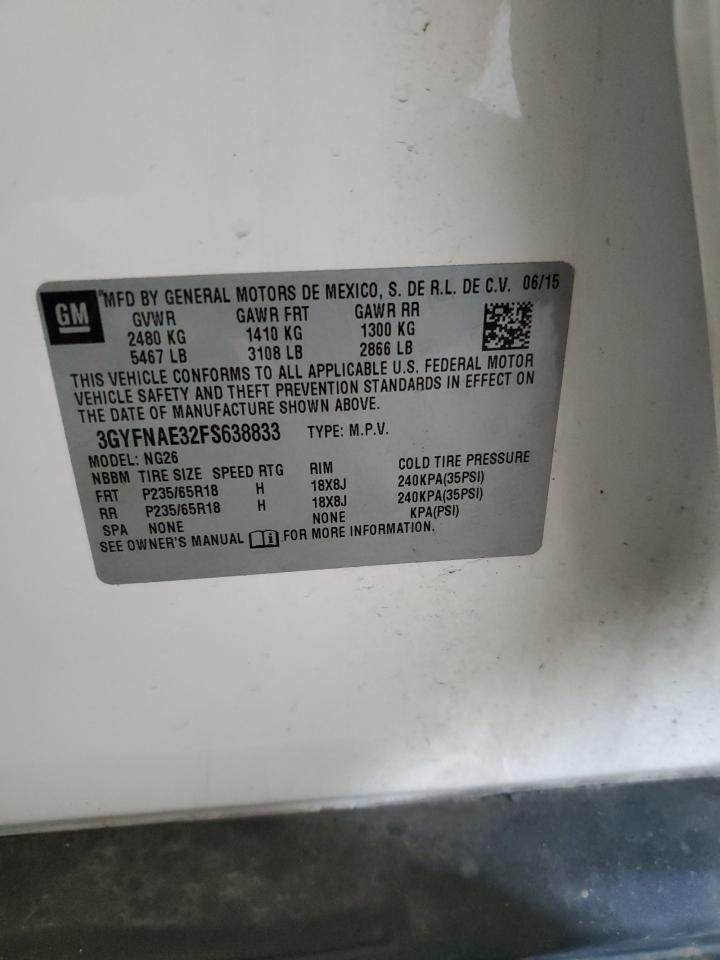 GM
MFD BY GENERAL MOTORS DE MEXICO, S. DE R.L. DE C.V. 06/15
GVWR GAWR FRT GAWR RR
2480 KG 1410 KG 1300 KG
5467 LB 3108 LB 2866 LB
THIS VEHICLE CONFORMS TO ALL APPLICABLE U.S. FEDERAL MOTOR
VEHICLE SAFETY AND THEFT PREVENTION STANDARDS IN EFFECT ON
THE DATE OF MANUFACTURE SHOWN ABOVE.
3GYFNAE32FS638833 TYPE: M.P.V.
MODEL: NG26
NBBM TIRE SIZE SPEED RTG RIM COLD TIRE PRESSURE
FRT P235/65R18 H 18X8J 240KPA(35PSI)
RR P235/65R18 H 18X8J 240KPA(35PSI)
SPA NONE NONE KPA(PSI)
SEE OWNER'S MANUAL FOR MORE INFORMATION.